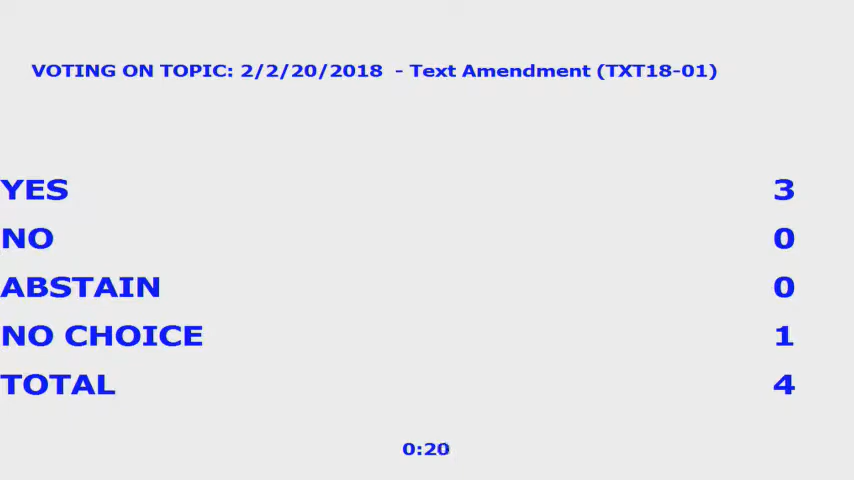 VOTING ON TOPIC: 2/2/20/2018 - Text Amendment (TXT18-01)
YES 3
NO 0
ABSTAIN 0
NO CHOICE 1
TOTAL 4
0:20